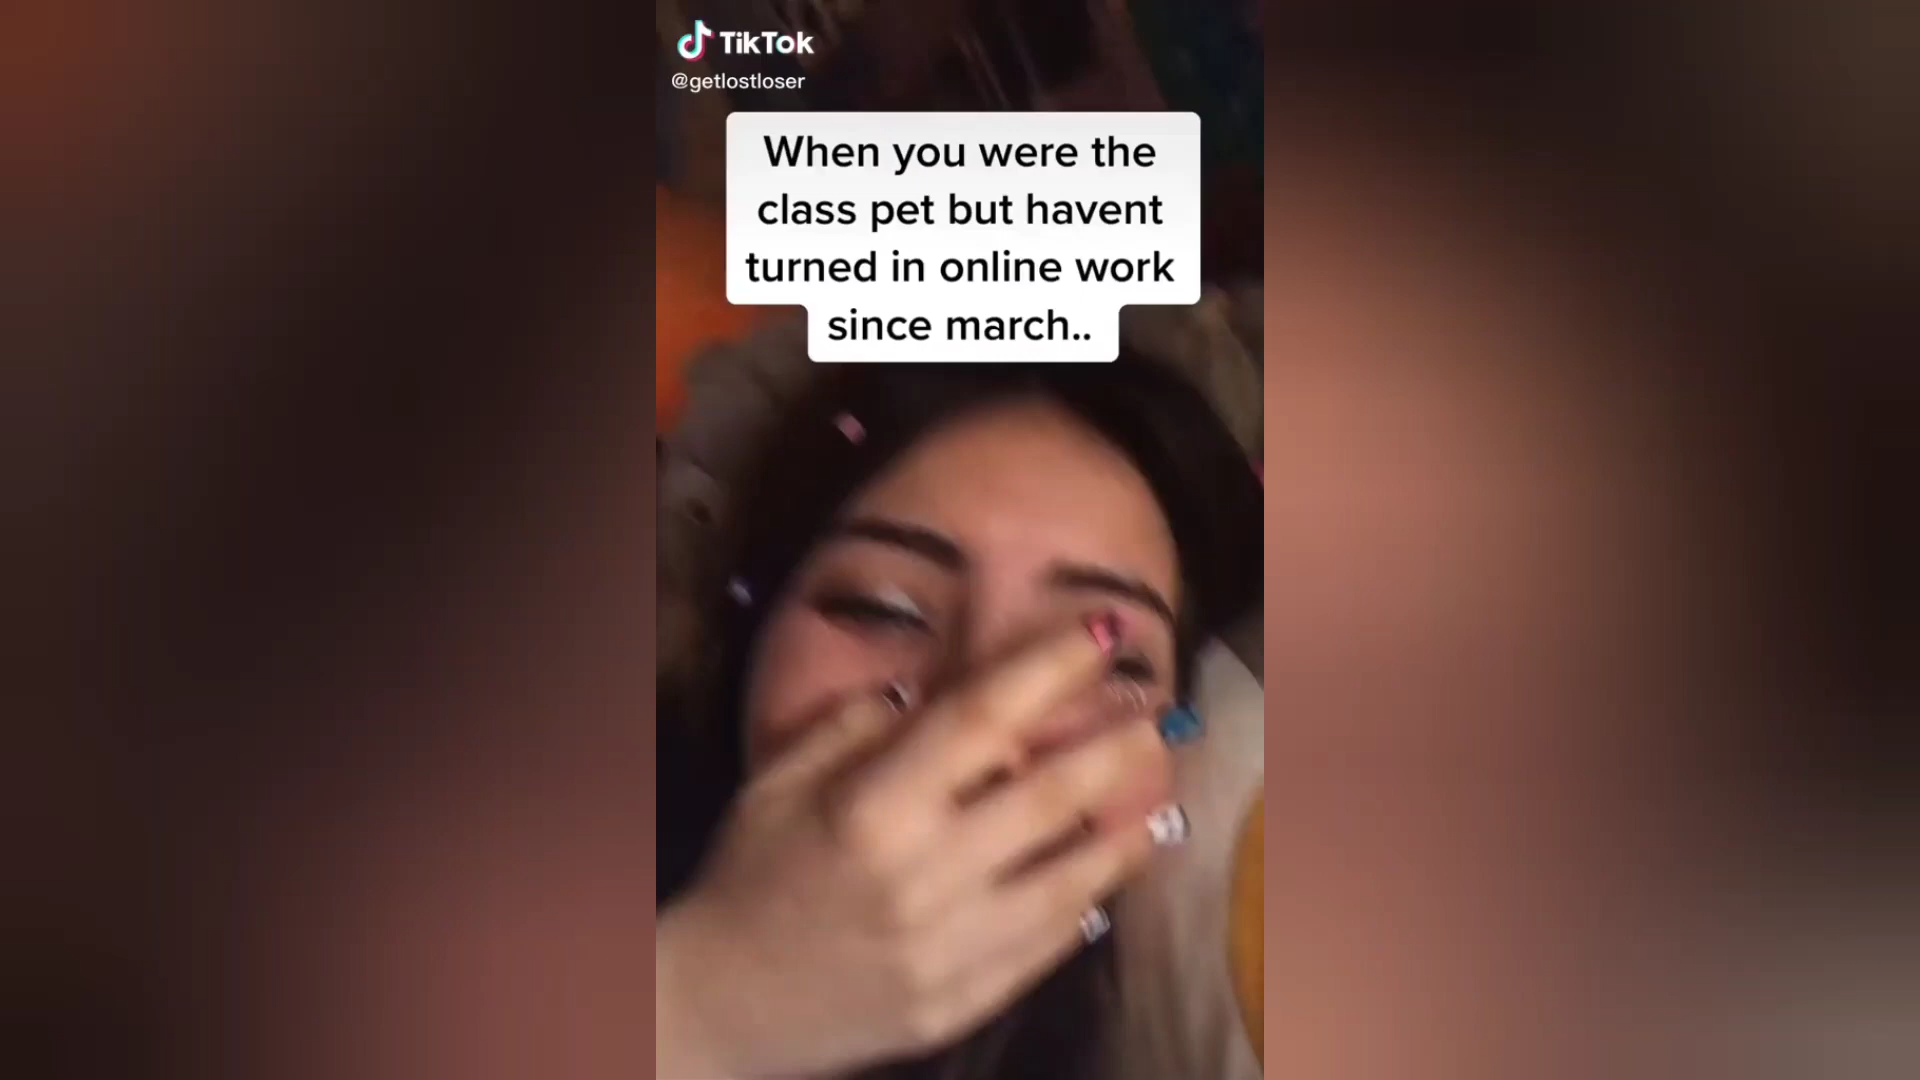 TikTok
@getlostloser
When you were the
class pet but havent
turned in online work
since march..